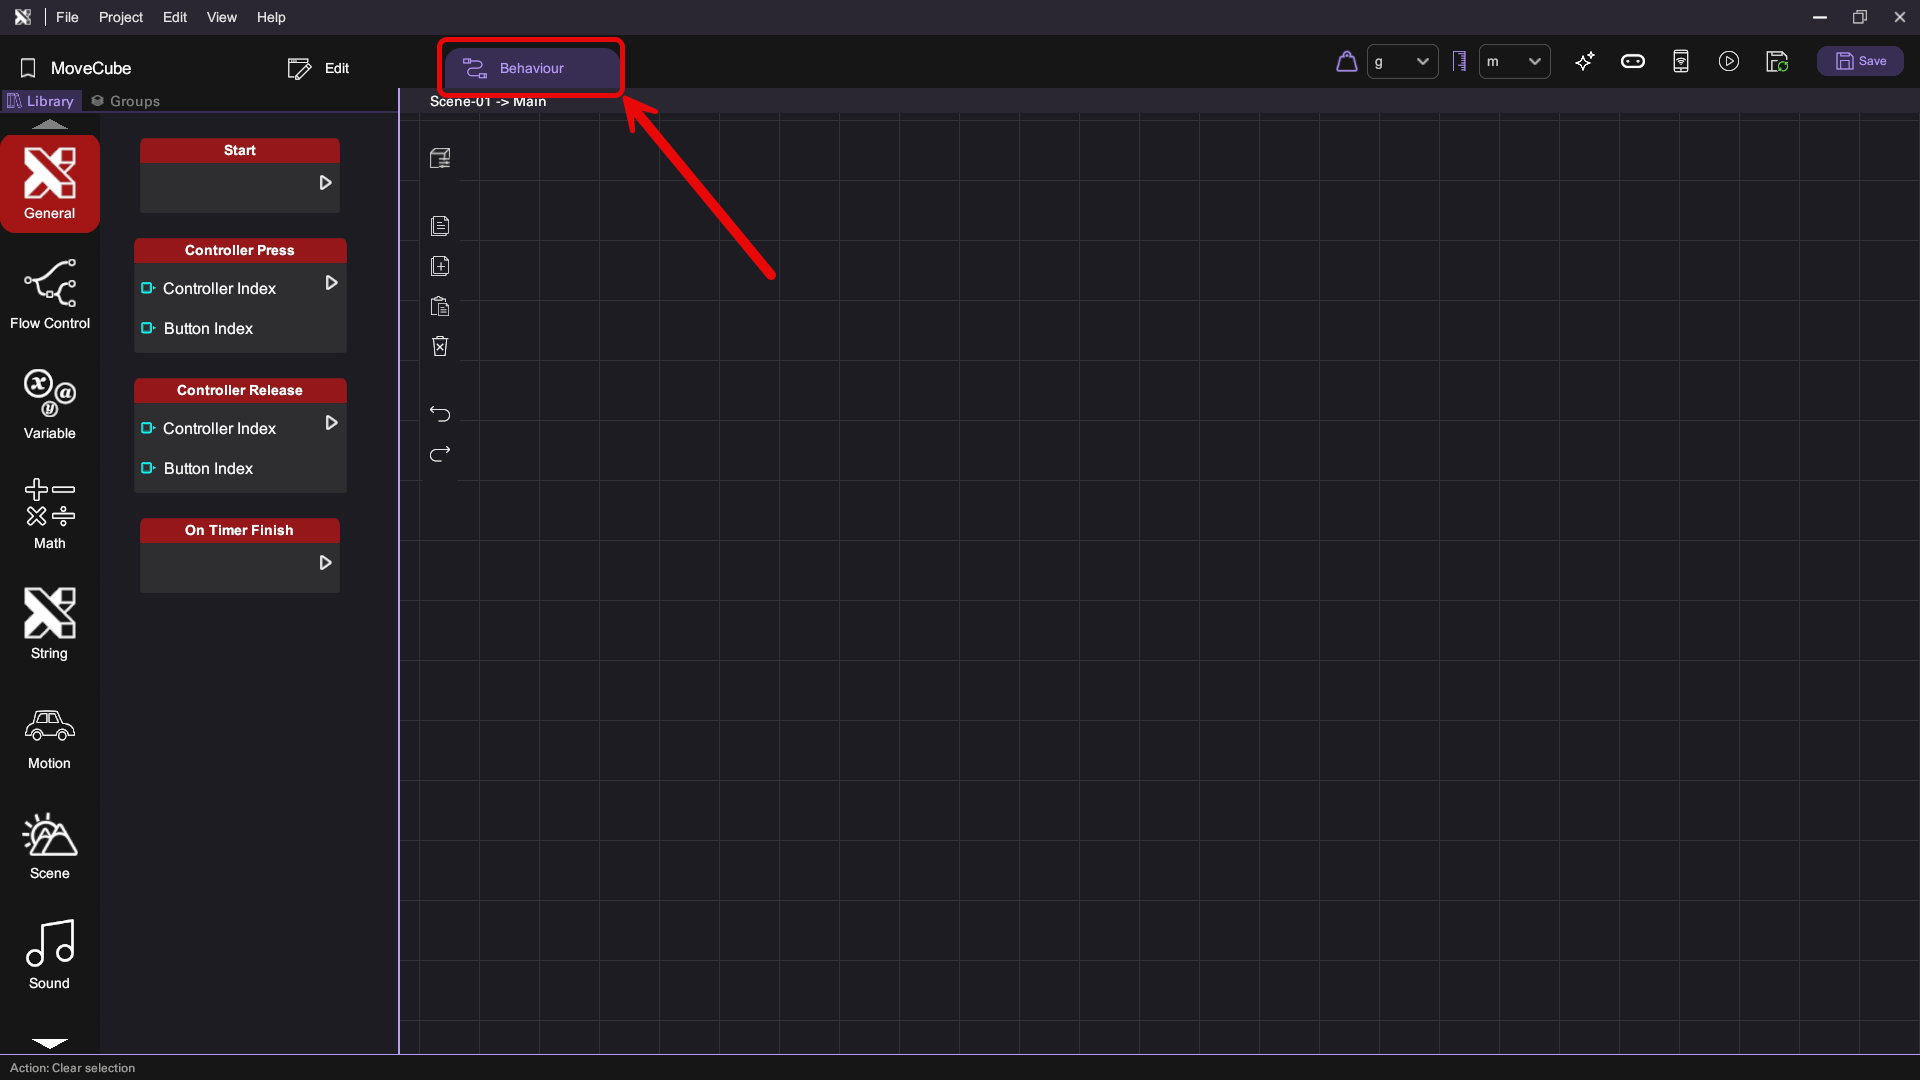 File Project Edit View Help
MoveCube
Edit
Behaviour
g
m
Save
Library
Groups
Scene-01 -> Main
General
Flow Control
Variable
Math
String
Motion
Scene
Sound
Start
Controller Press
Controller Index
Button Index
Controller Release
Controller Index
Button Index
On Timer Finish
Action: Clear selection